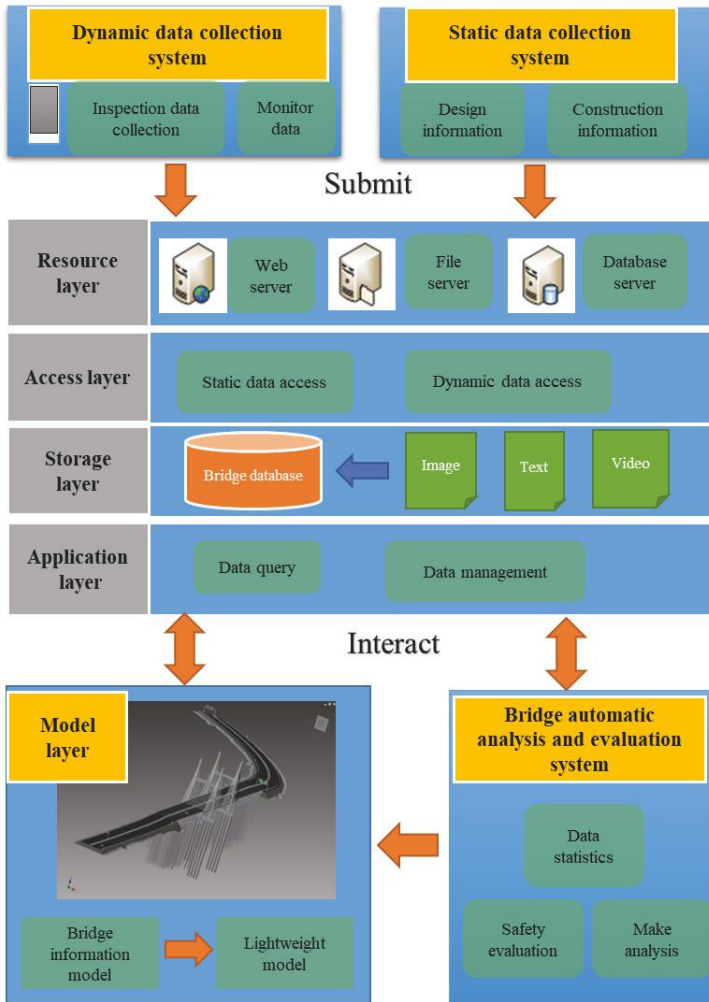 Dynamic data collection
system
Inspection data
collection
Monitor
data
Static data collection
system
Design
information
Construction
information
Submit
Resource
layer
Web
server
File
server
Database
server
Access layer
Static data access
Dynamic data access
Storage
layer
Bridge database
Image
Text
Video
Application
layer
Data query
Data management
Interact
Model
layer
Bridge
information
model
Lightweight
model
Bridge automatic
analysis and evaluation
system
Data
statistics
Safety
evaluation
Make
analysis